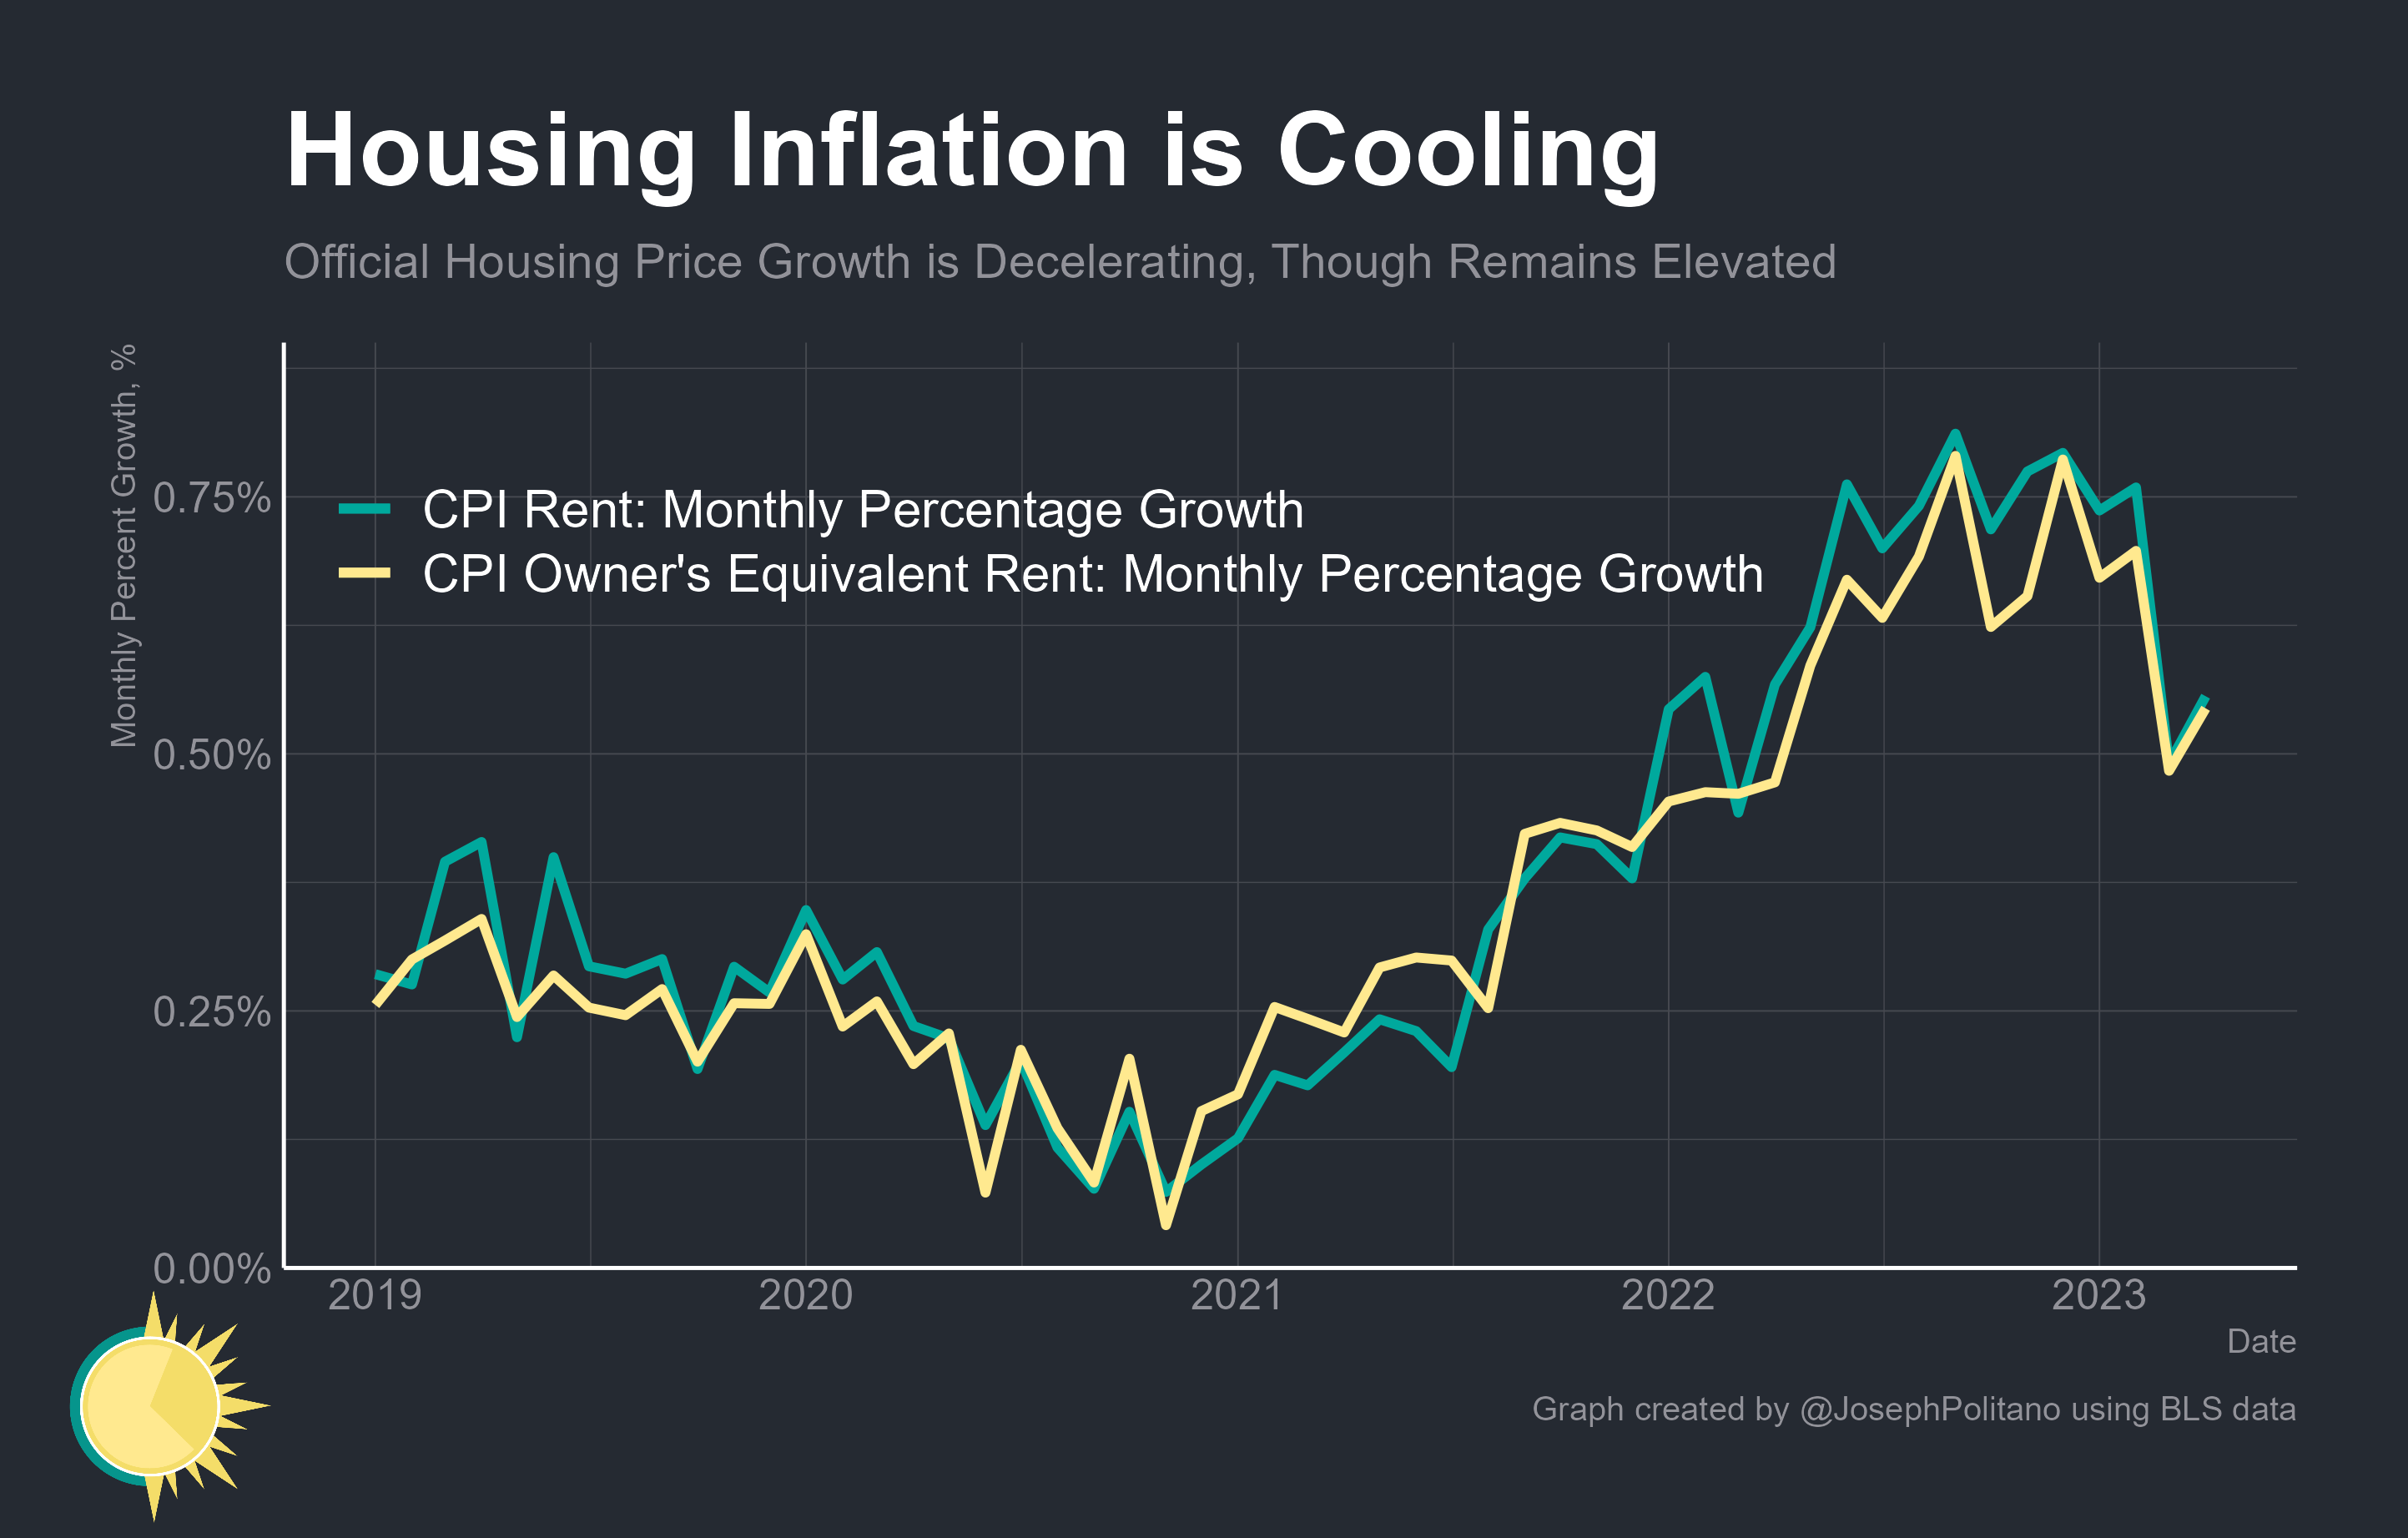 Housing Inflation is Cooling
Official Housing Price Growth is Decelerating, Though Remains Elevated
Monthly Percent Growth, %
0.75%
0.50%
0.25%
0.00%
CPI Rent: Monthly Percentage Growth
CPI Owner's Equivalent Rent: Monthly Percentage Growth
2019
2020
2021
2022
2023
Date
Graph created by @JosephPolitano using BLS data